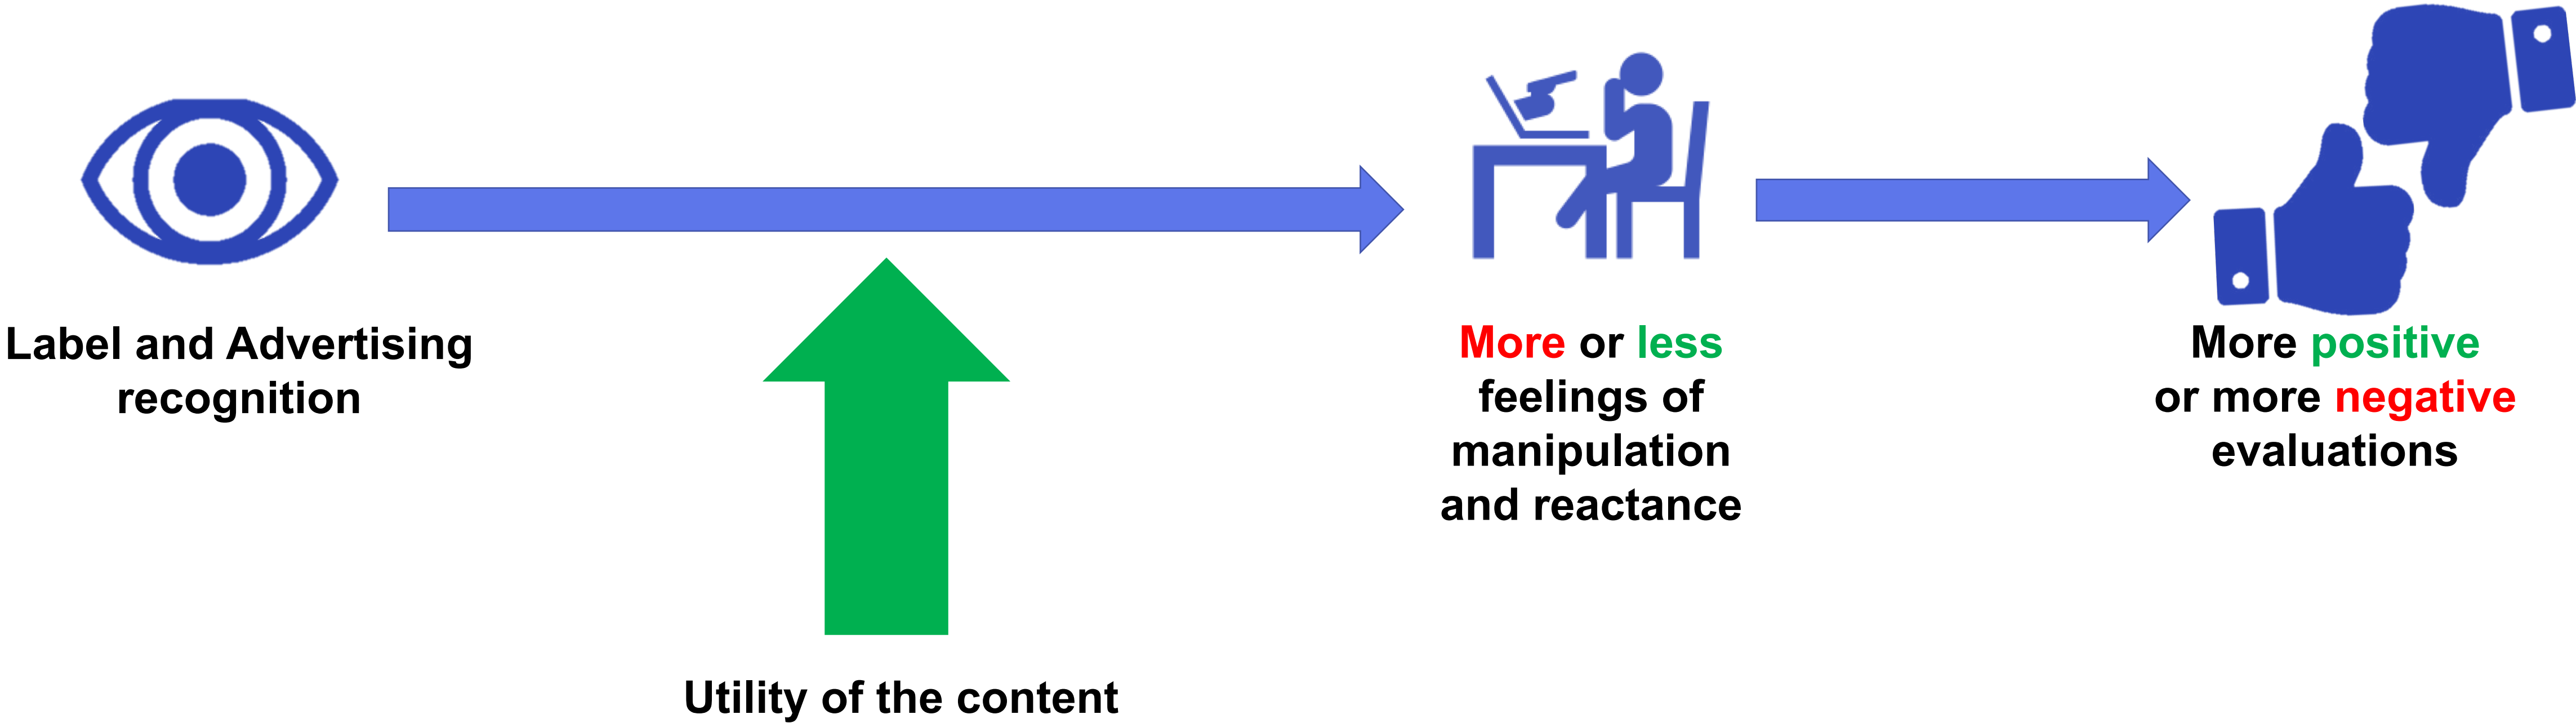 Label and Advertising
recognition
Utility of the content
More or less
feelings of
manipulation
and reactance
More positive
or more negative
evaluations